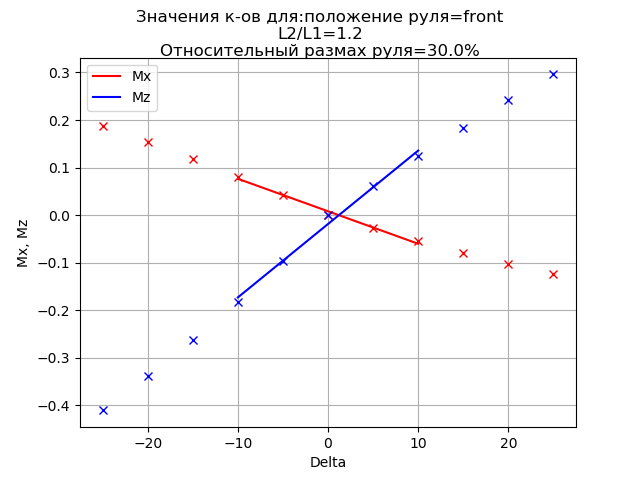 Значения к-ов для:положение руля=front
L2/L1=1.2
Относительный размах руля=30.0%
Mx
Mz
0.3
0.2
0.1
0.0
−0.1
−0.2
−0.3
−0.4
Mx, Mz
−20
−10
0
10
20
Delta